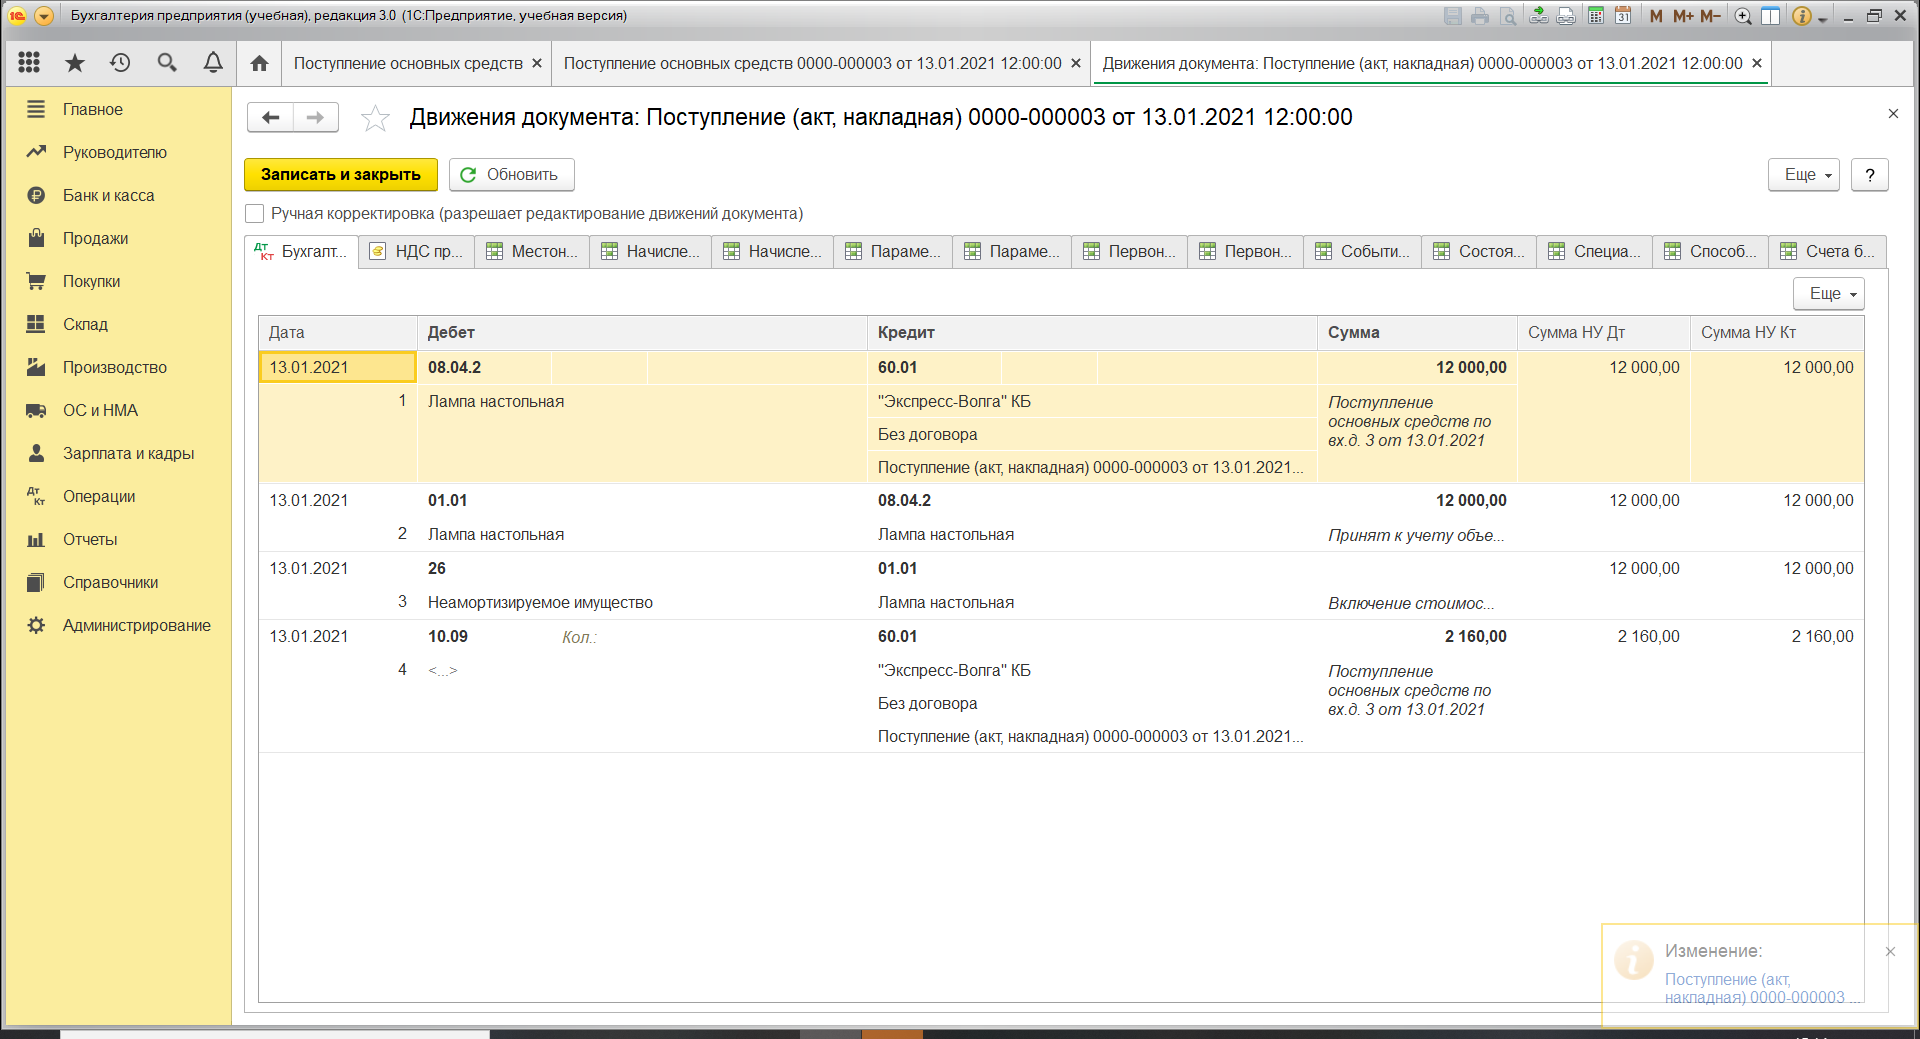 Бухгалтерия предприятия (учебная), редакция 3.0 (1С:Предприятие, учебная версия)
M M+ M−
Поступление основных средств
Поступление основных средств 0000-000003 от 13.01.2021 12:00:00
Движения документа: Поступление (акт, накладная) 0000-000003 от 13.01.2021 12:00:00
Главное
Руководителю
Банк и касса
Продажи
Покупки
Склад
Производство
ОС и НМА
Зарплата и кадры
Операции
Отчеты
Справочники
Администрирование
Движения документа: Поступление (акт, накладная) 0000-000003 от 13.01.2021 12:00:00
Записать и закрыть
Обновить
Еще
?
Ручная корректировка (разрешает редактирование движений документа)
Бухгалт... НДС пр... Местон... Начисле... Начисле... Параме... Параме... Первон... Первон... Событи... Состоя... Специа... Способ... Счета б...
Еще
Дата Дебет Кредит Сумма Сумма НУ Дт Сумма НУ Кт
13.01.2021 08.04.2 60.01 12 000,00 12 000,00 12 000,00
1 Лампа настольная "Экспресс-Волга" КБ Поступление
основных средств по
Без договора
вх.д. 3 от 13.01.2021
Поступление (акт, накладная) 0000-000003 от 13.01.2021...
13.01.2021 01.01 08.04.2 12 000,00 12 000,00 12 000,00
2 Лампа настольная Лампа настольная Принят к учету объе...
13.01.2021 26 01.01 12 000,00 12 000,00
3 Неамортизируемое имущество Лампа настольная Включение стоимос...
13.01.2021 10.09 Кол.: 60.01 2 160,00 2 160,00 2 160,00
4 <...> "Экспресс-Волга" КБ Поступление
основных средств по
Без договора
вх.д. 3 от 13.01.2021
Поступление (акт, накладная) 0000-000003 от 13.01.2021...
Изменение:
Поступление (акт,
накладная) 0000-000003 ...